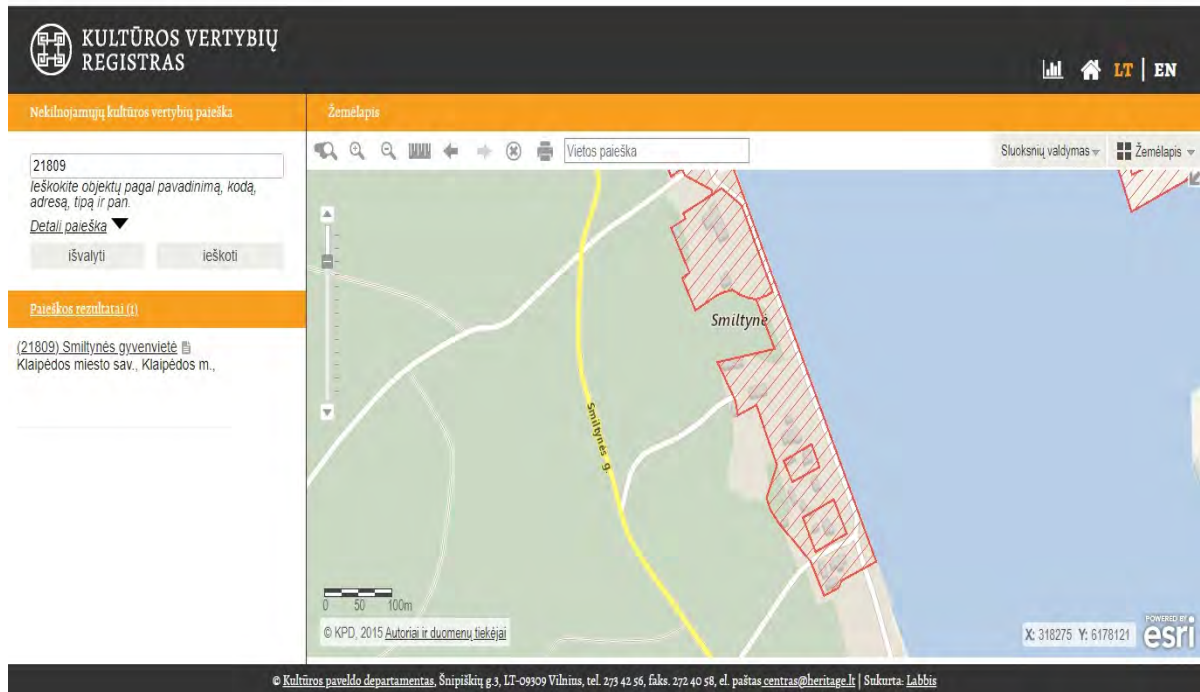 KULTŪROS VERTYBIŲ
REGISTRAS
LT | EN
Nekilnojamųjų kultūros vertybių paieška
Žemėlapis
21809
Ieškokite objektų pagal pavadinimą, kodą,
adresą, tipą ir pan.
Detali paieška
išvalyti ieškoti
Paieškos rezultatai (1)
(21809) Smiltynės gyvenvietė
Klaipėdos miesto sav., Klaipėdos m.,
Vietos paieška
Sluoksnių valdymas
Žemėlapis
Smiltynė
Smiltynės g.
0 50 100m
© KPD, 2015 Autoriai ir duomenų tiekėjai
X: 318275 Y: 6178121
POWERED BY
esri
© Kultūros paveldo departamentas, Šnipiškių g.3, LT-09309 Vilnius, tel. 273 42 56, faks. 272 40 58, el. paštas centras@heritage.lt | Sukurta: Labbis